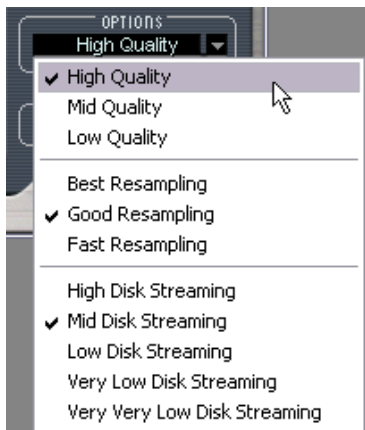 OPTIONS
High Quality
High Quality
Mid Quality
Low Quality
Best Resampling
Good Resampling
Fast Resampling
High Disk Streaming
Mid Disk Streaming
Low Disk Streaming
Very Low Disk Streaming
Very Very Low Disk Streaming